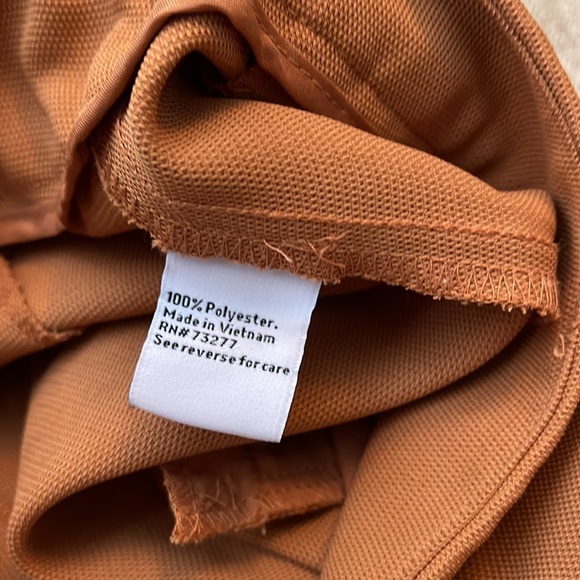 100% Polyester.
Made in Vietnam
RN# 73277
See reverse for care